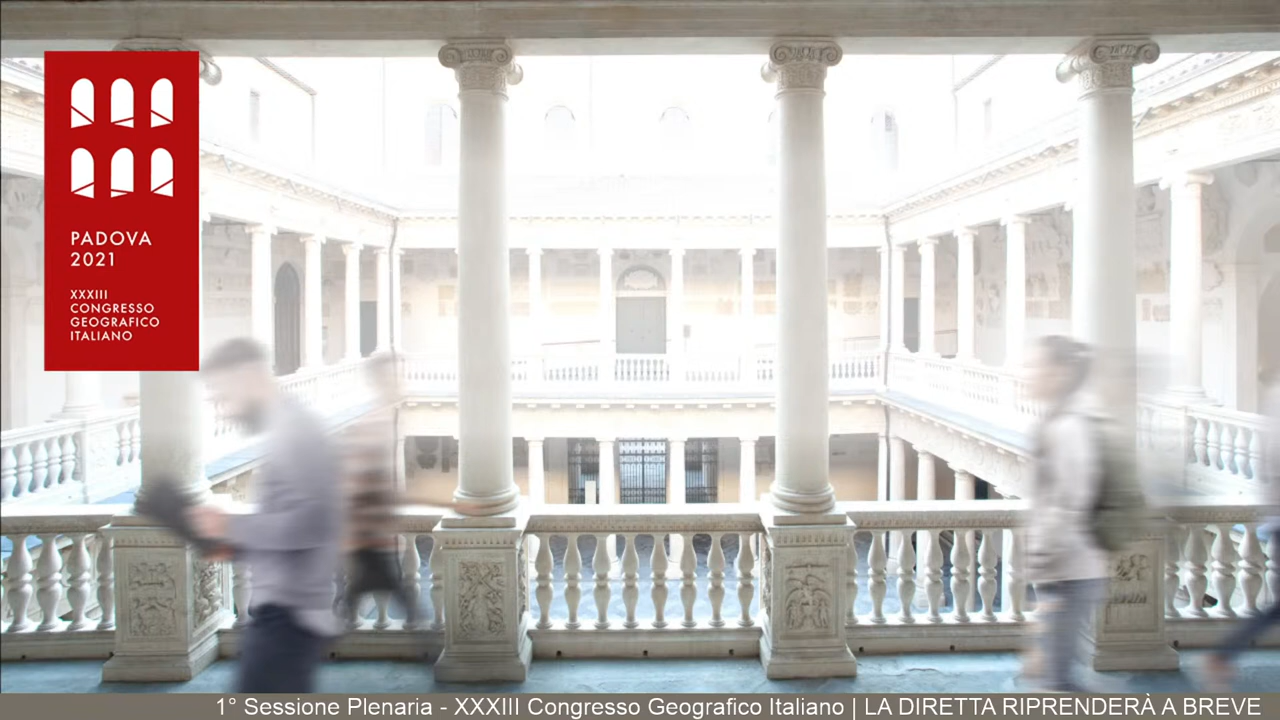 PADOVA
2021
XXXIII
CONGRESSO
GEOGRAFICO
ITALIANO
1° Sessione Plenaria - XXXIII Congresso Geografico Italiano | LA DIRETTA RIPRENDERÀ A BREVE